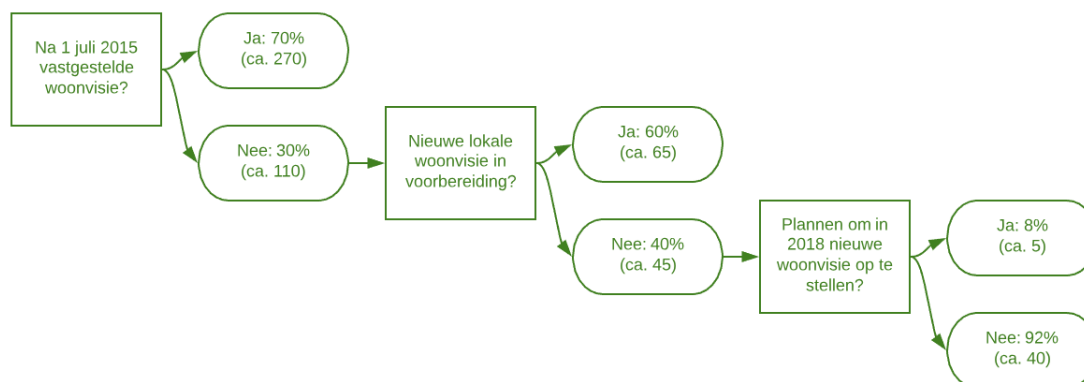 Na 1 juli 2015
vastgestelde
woonvisie?
Ja: 70%
(ca. 270)
Nee: 30%
(ca. 110)
Nieuwe lokale
woonvisie in
voorbereiding?
Ja: 60%
(ca. 65)
Nee: 40%
(ca. 45)
Plannen om in
2018 nieuwe
woonvisie op te
stellen?
Ja: 8%
(ca. 5)
Nee: 92%
(ca. 40)